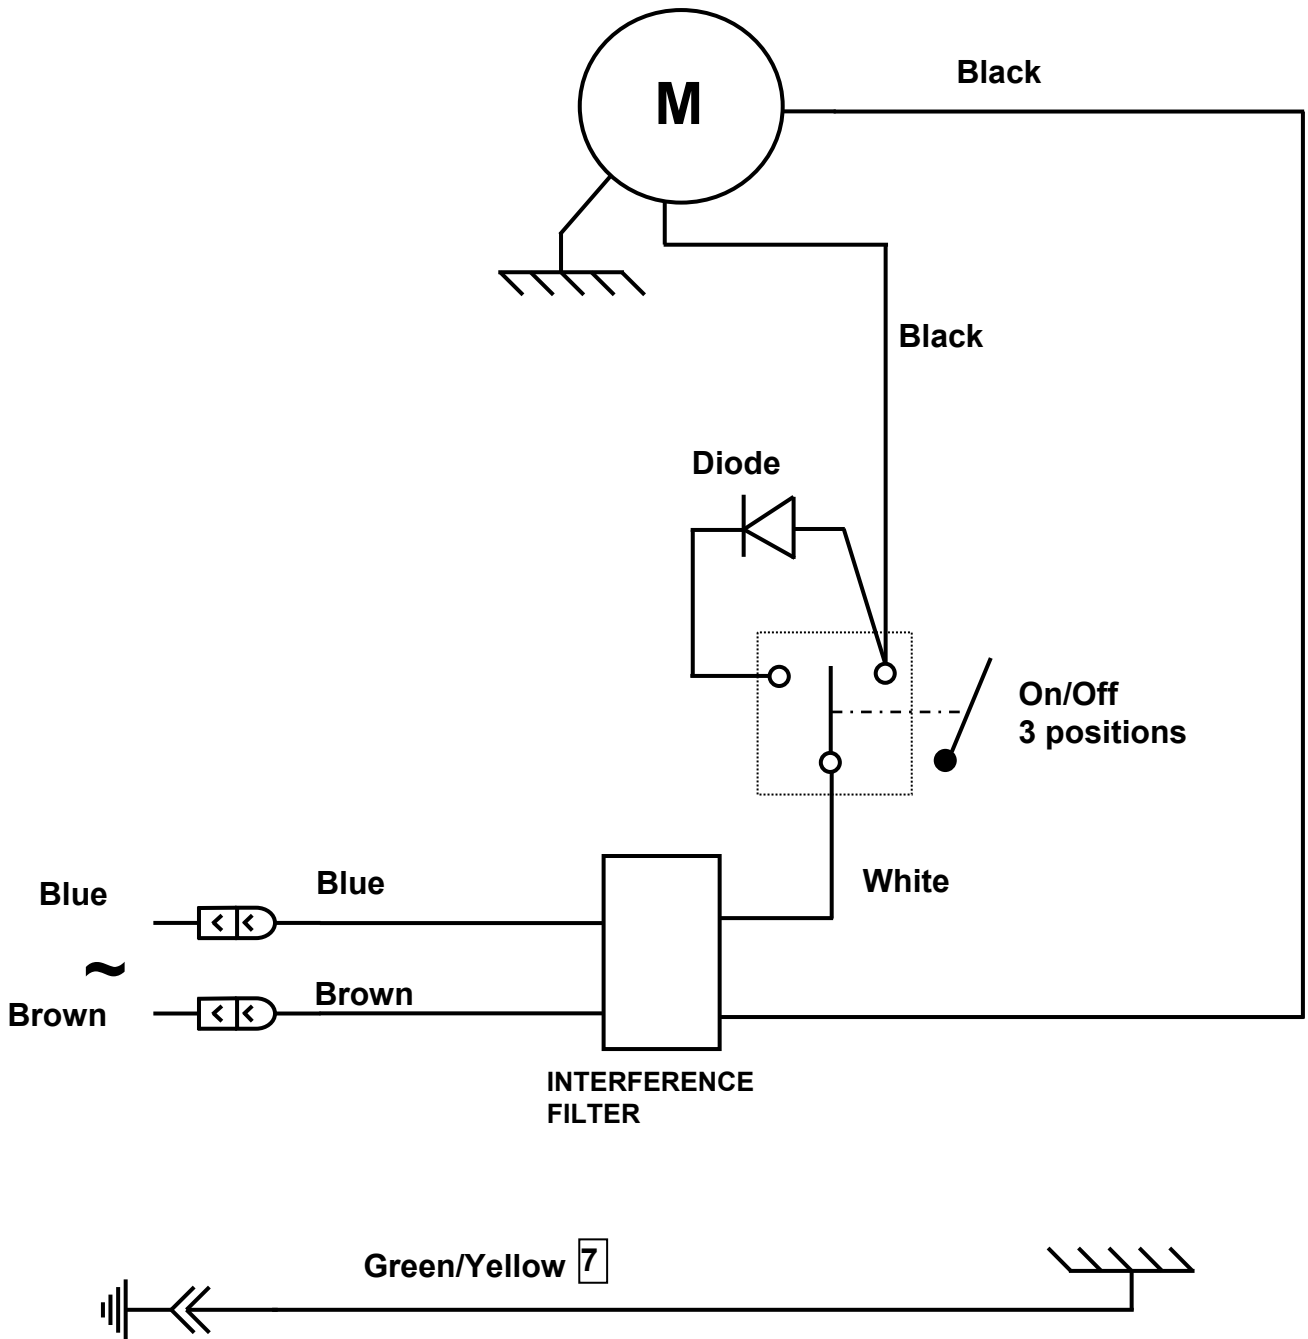 Black
M
Black
Diode
On/Off
3 positions
White
Blue
Blue
~
Brown
Brown
INTERFERENCE
FILTER
Green/Yellow 7